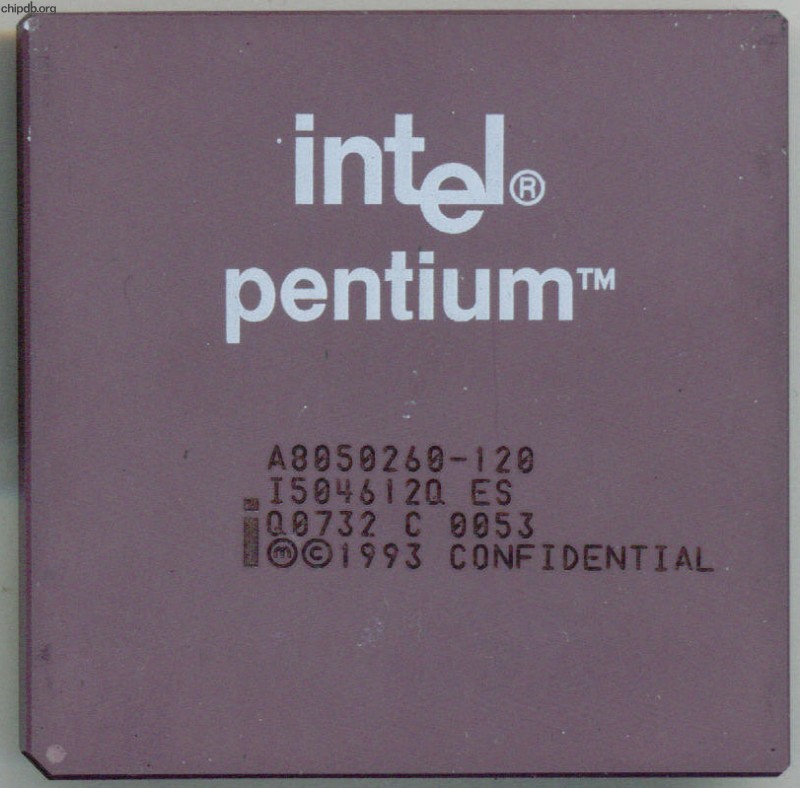 chipdb.org
intel®
pentium™
A8050260-120
I504612Q ES
Q0732 C 0053
ⓜ©1993 CONFIDENTIAL